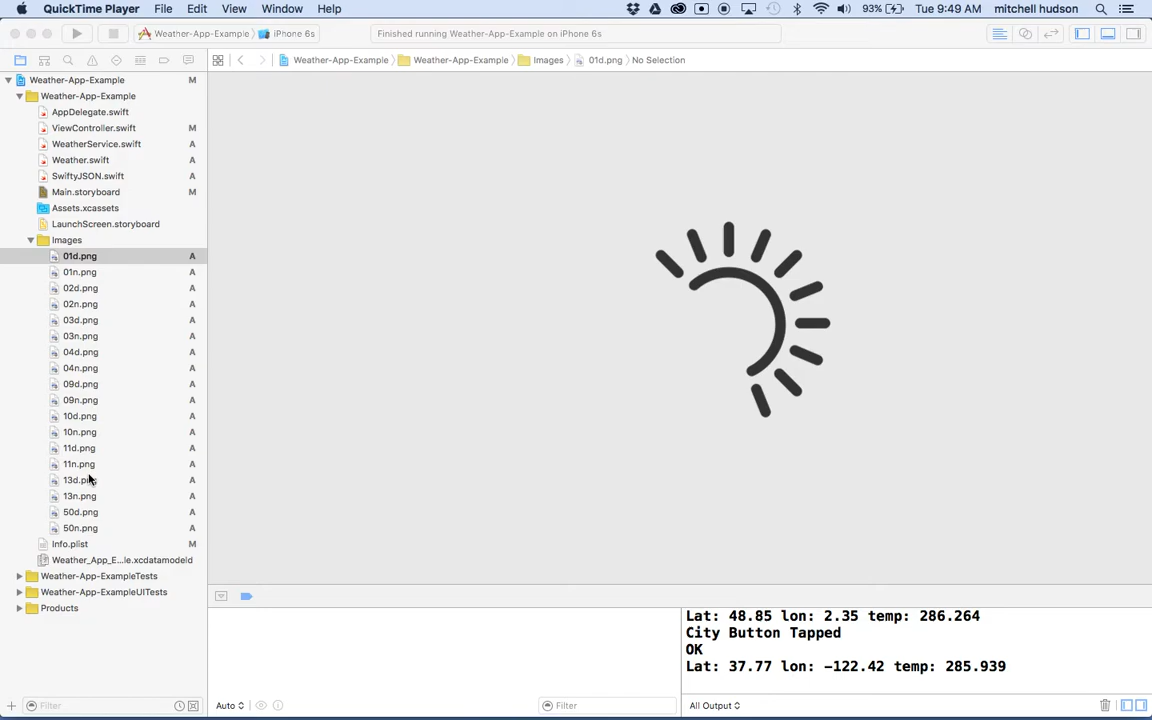 QuickTime Player File Edit View Window Help 93% Tue 9:49 AM mitchell hudson
Weather-App-Example iPhone 6s Finished running Weather-App-Example on iPhone 6s
Weather-App-Example Weather-App-Example Images 01d.png No Selection
Weather-App-Example M
Weather-App-Example
AppDelegate.swift
ViewController.swift M
WeatherService.swift A
Weather.swift A
SwiftyJSON.swift A
Main.storyboard M
Assets.xcassets
LaunchScreen.storyboard
Images
01d.png A
01n.png A
02d.png A
02n.png A
03d.png A
03n.png A
04d.png A
04n.png A
09d.png A
09n.png A
10d.png A
10n.png A
11d.png A
11n.png A
13d.png A
13n.png A
50d.png A
50n.png A
Info.plist M
Weather_App_E...le.xcdatamodeld
Weather-App-ExampleTests
Weather-App-ExampleUITests
Products
Lat: 48.85 lon: 2.35 temp: 286.264
City Button Tapped
OK
Lat: 37.77 lon: -122.42 temp: 285.939
Filter Auto Filter All Output